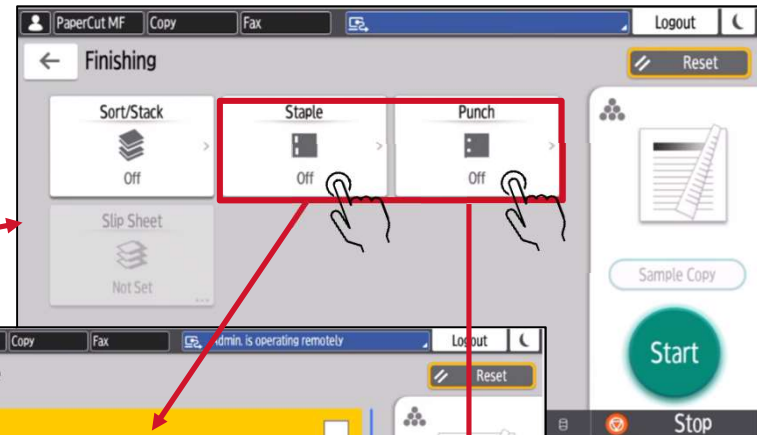 PaperCut MF Copy Fax Logout
Finishing Reset
Sort/Stack Staple Punch
Off Off Off
Slip Sheet
Not Set
Sample Copy
Start
Stop
Copy Fax Admin. is operating remotely Logout
Reset